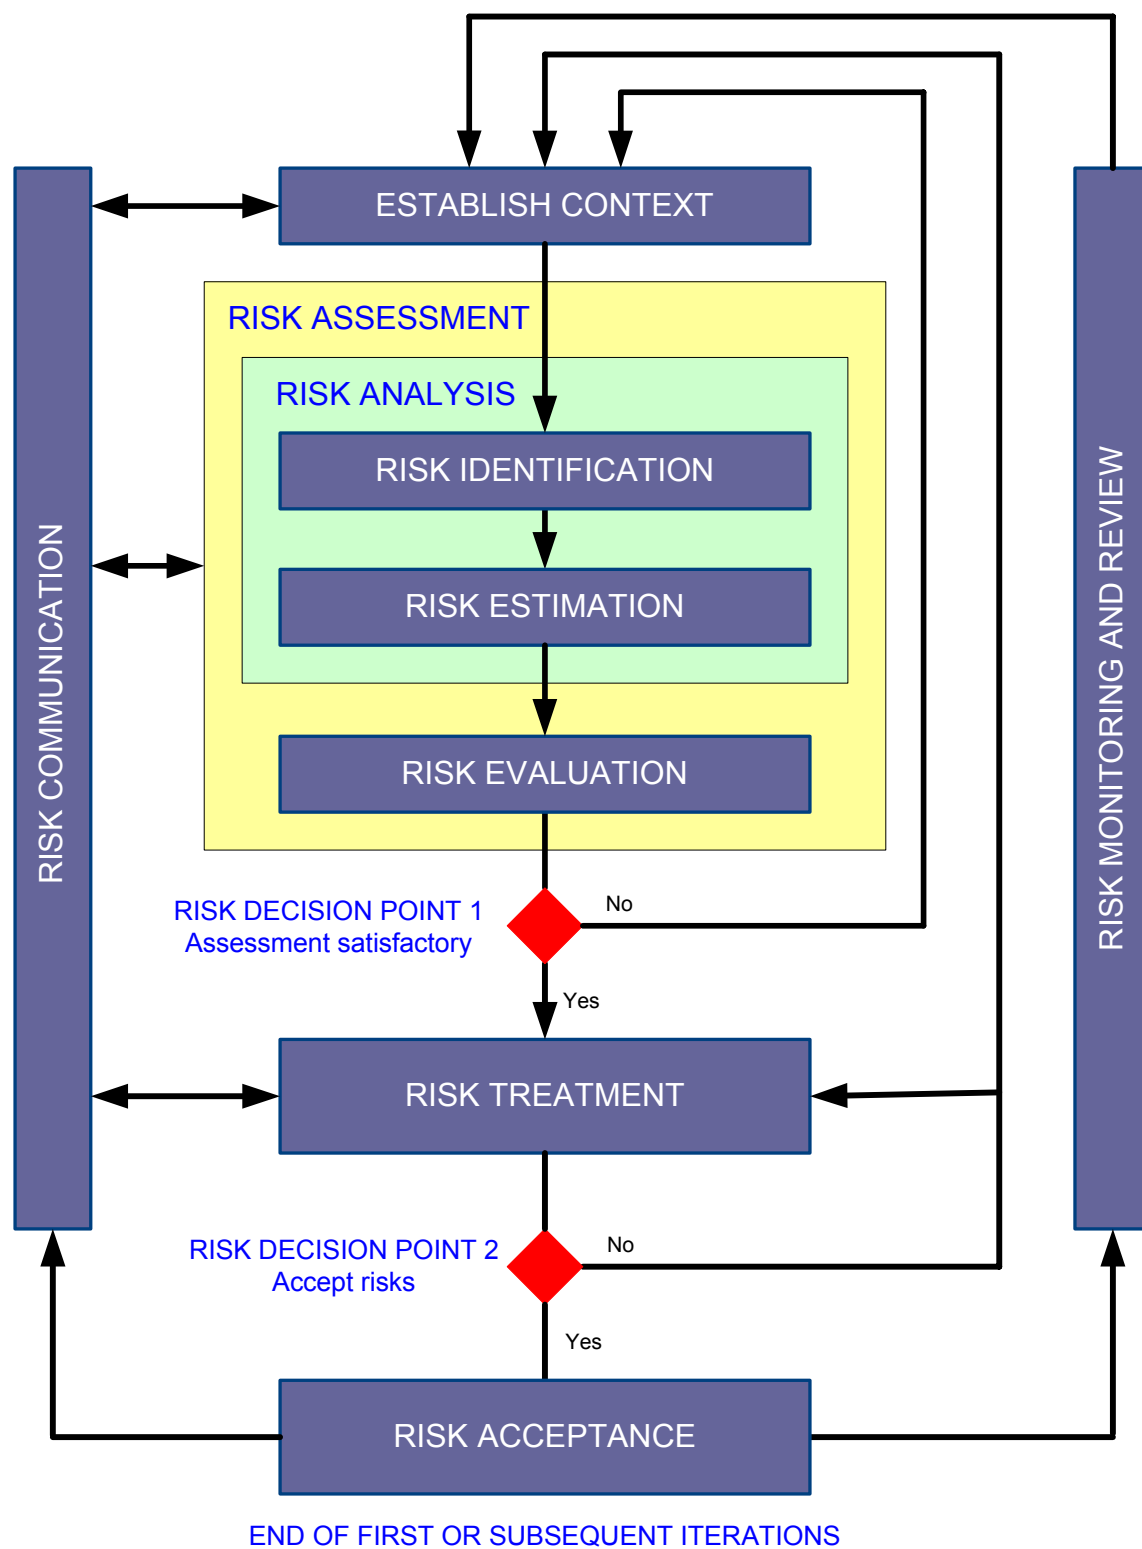 ESTABLISH CONTEXT
RISK ASSESSMENT
RISK ANALYSIS
RISK IDENTIFICATION
RISK ESTIMATION
RISK EVALUATION
RISK COMMUNICATION
RISK MONITORING AND REVIEW
RISK DECISION POINT 1
Assessment satisfactory
No
Yes
RISK TREATMENT
RISK DECISION POINT 2
Accept risks
No
Yes
RISK ACCEPTANCE
END OF FIRST OR SUBSEQUENT ITERATIONS